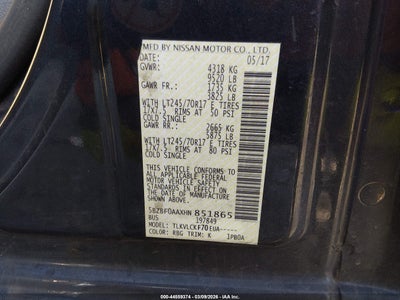 MFD BY NISSAN MOTOR CO., LTD.
05/17
GVWR: 4318 KG
9520 LB
GAWR FR.: 1735 KG
3825 LB
WITH LT245/70R17 E TIRES
17X7.5 RIMS AT 50 PSI
COLD SINGLE
GAWR RR.: 2665 KG
5875 LB
WITH LT245/70R17 E TIRES
17X7.5 RIMS AT 80 PSI
COLD SINGLE
THIS VEHICLE CONFORMS TO
ALL APPLICABLE FEDERAL
MOTOR VEHICLE SAFETY
STANDARDS IN EFFECT ON
THE DATE OF MANUFACTURE
SHOWN ABOVE.
5BZBF0AAXHN851865
BUS 197849
MODEL: TLKVLCKF70EUA-----
COLOR: RBG TRIM: K 1PB0A
000-44559374 | 03/09/2026 | IAA